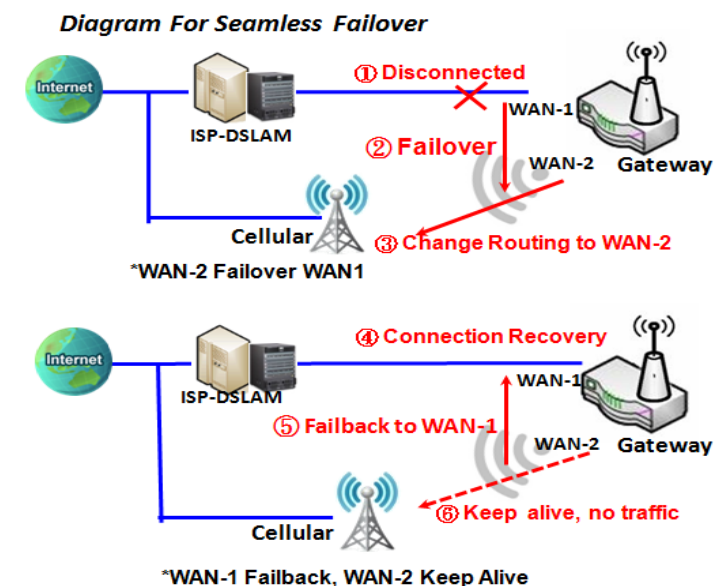 Diagram For Seamless Failover
Internet
① Disconnected
WAN-1
ISP-DSLAM
② Failover
WAN-2
Gateway
Cellular
③ Change Routing to WAN-2
*WAN-2 Failover WAN1
④ Connection Recovery
Internet
WAN-1
ISP-DSLAM
⑤ Failback to WAN-1
WAN-2
Gateway
⑥ Keep alive, no traffic
Cellular
*WAN-1 Failback, WAN-2 Keep Alive